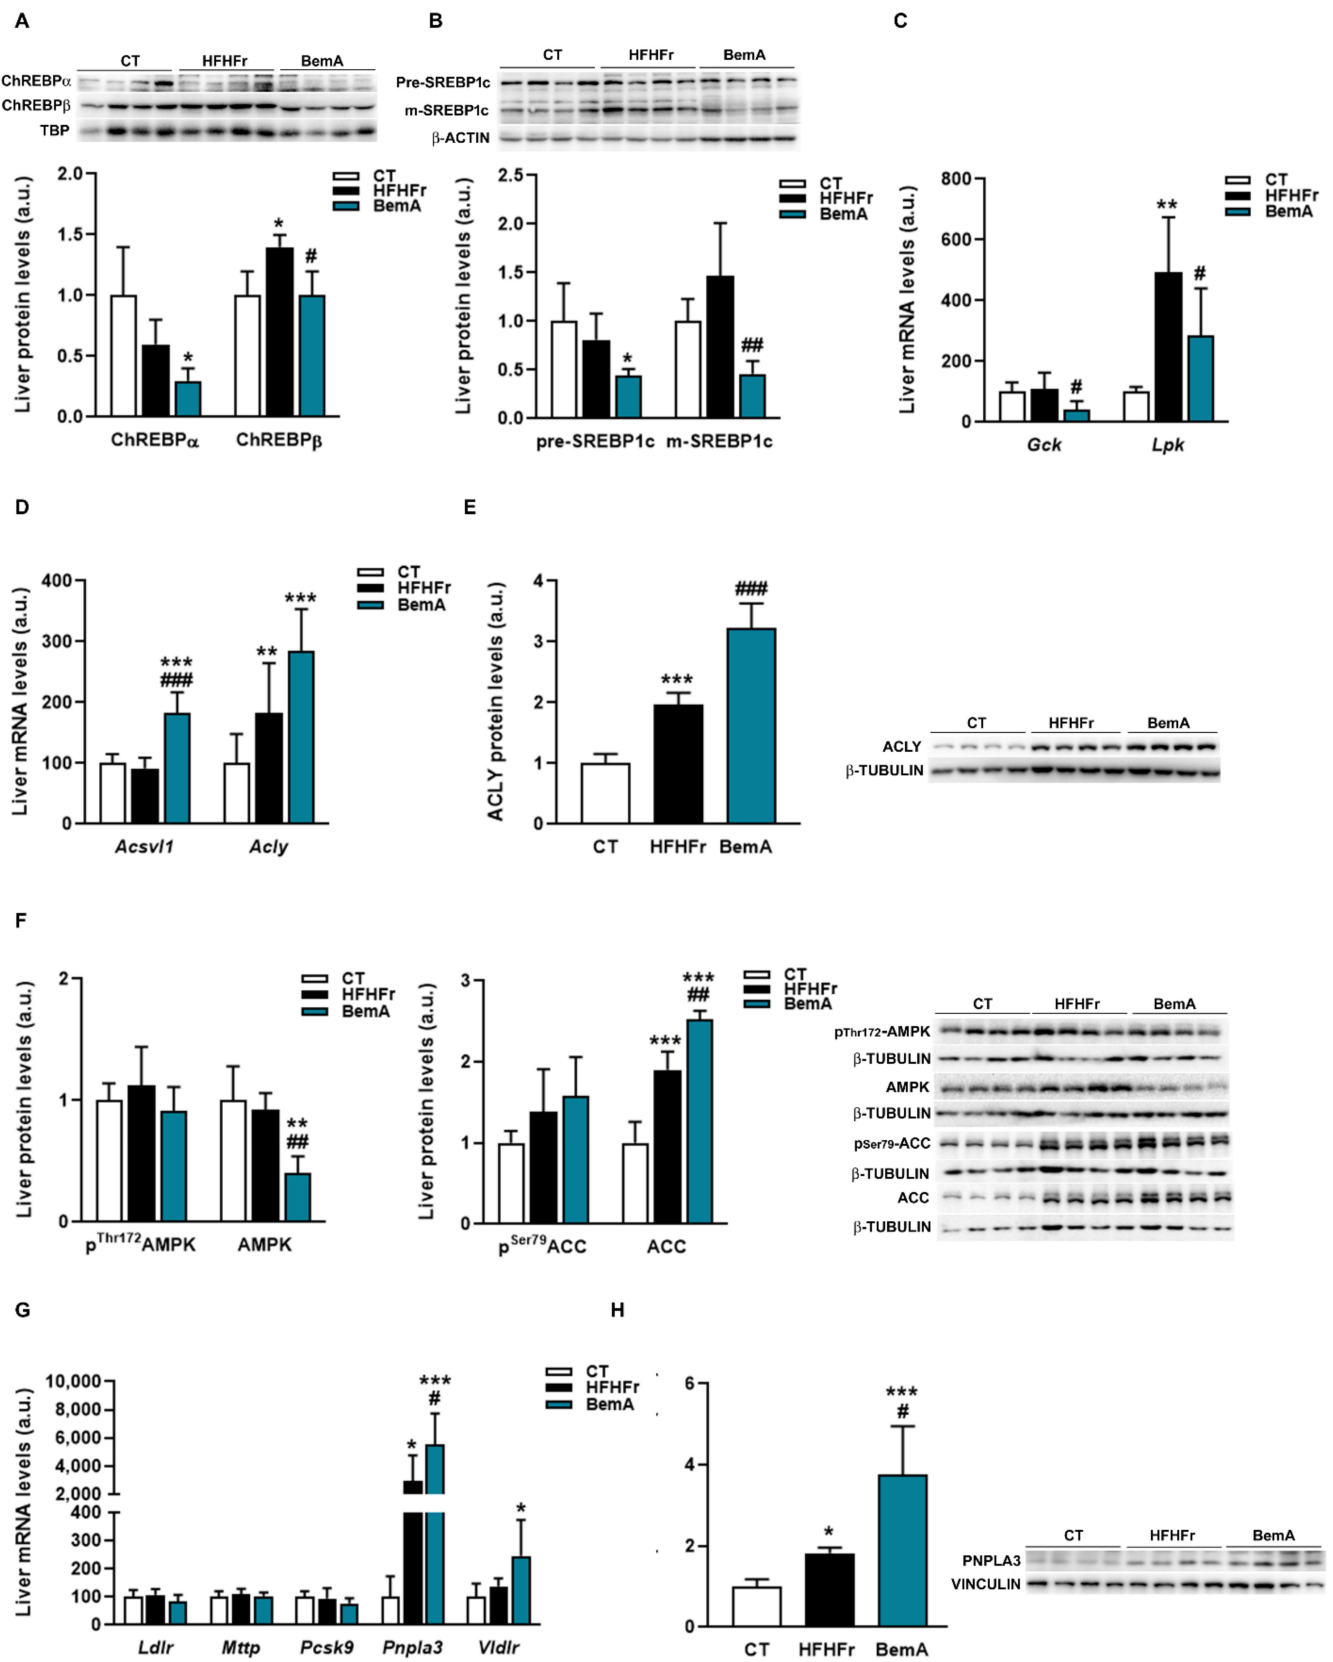 A
B
C
CT HFHFr BemA
ChREBPα
ChREBPβ
TBP
CT HFHFr BemA
Pre-SREBP1c
m-SREBP1c
β-ACTIN
Liver protein levels (a.u.)
2.0
1.5
1.0
0.5
0.0
CT
HFHFr
BemA
*
*
#
ChREBPα ChREBPβ
Liver protein levels (a.u.)
2.5
2.0
1.5
1.0
0.5
0.0
CT
HFHFr
BemA
*
##
pre-SREBP1c m-SREBP1c
Liver mRNA levels (a.u.)
800
600
400
200
0
CT
HFHFr
BemA
#
**
#
Gck Lpk
D
E
Liver mRNA levels (a.u.)
400
300
200
100
0
CT
HFHFr
BemA
***
###
**
***
Acsvl1 Acly
ACLY protein levels (a.u.)
4
3
2
1
0
***
###
CT HFHFr BemA
CT HFHFr BemA
ACLY
β-TUBULIN
F
Liver protein levels (a.u.)
2
1
0
CT
HFHFr
BemA
**
##
pThr172AMPK AMPK
Liver protein levels (a.u.)
3
2
1
0
CT
HFHFr
BemA
***
***
##
pSer79ACC ACC
CT HFHFr BemA
pThr172-AMPK
β-TUBULIN
AMPK
β-TUBULIN
pSer79-ACC
β-TUBULIN
ACC
β-TUBULIN
G
H
Liver mRNA levels (a.u.)
10,000
8,000
6,000
4,000
2,000
400
300
200
100
0
CT
HFHFr
BemA
*
***
#
*
Ldlr Mttp Pcsk9 Pnpla3 Vldlr
6
4
2
0
*
***
#
CT HFHFr BemA
CT HFHFr BemA
PNPLA3
VINCULIN